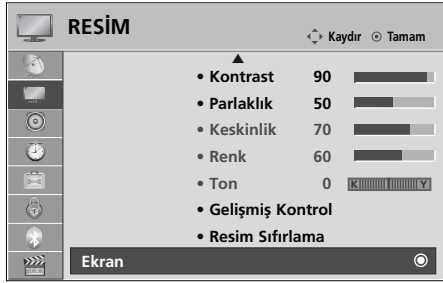 RESİM
Kaydır Tamam
• Kontrast 90
• Parlaklık 50
• Keskinlik 70
• Renk 60
• Ton 0 K Y
• Gelişmiş Kontrol
• Resim Sıfırlama
Ekran